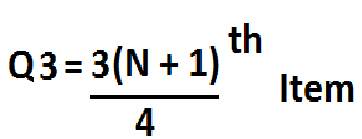 Q3 = 3(N + 1) th
4
Item